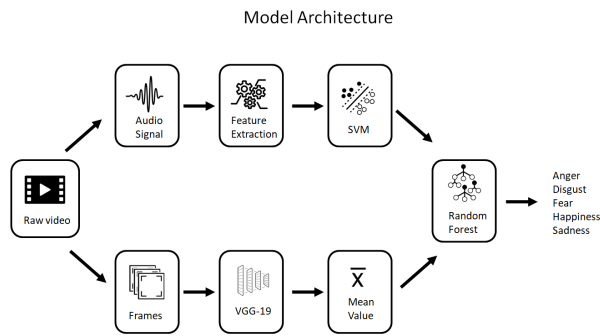 Model Architecture
Audio
Signal
Feature
Extraction
SVM
Raw video
Random
Forest
Anger
Disgust
Fear
Happiness
Sadness
Frames
VGG-19
x̅
Mean
Value